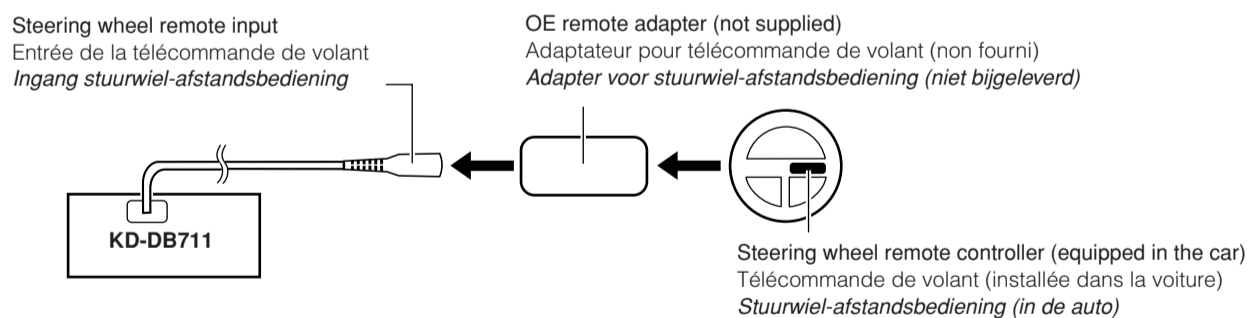 Steering wheel remote input
Entrée de la télécommande de volant
Ingang stuurwiel-afstandsbediening
OE remote adapter (not supplied)
Adaptateur pour télécommande de volant (non fourni)
Adapter voor stuurwiel-afstandsbediening (niet bijgeleverd)
KD-DB711
Steering wheel remote controller (equipped in the car)
Télécommande de volant (installée dans la voiture)
Stuurwiel-afstandsbediening (in de auto)